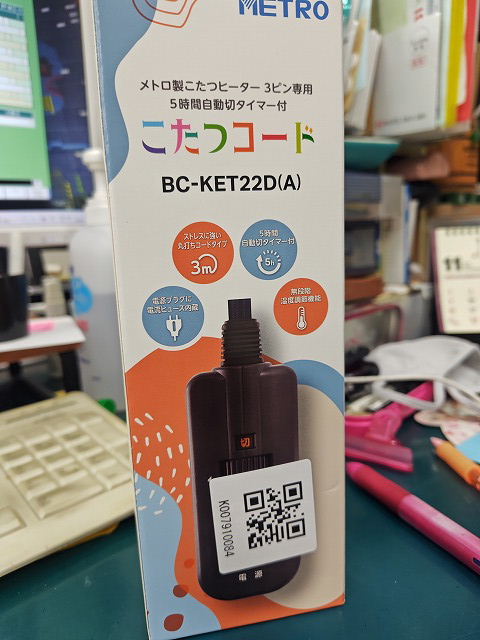 METRO
メトロ製こたつヒーター 3ピン専用
5時間自動切タイマー付
こたつコード
BC-KET22D(A)
ストレスに強い
丸打ちコードタイプ
3m
5時間
自動切タイマー付
5h
電源プラグに
電流ヒューズ内蔵
無段階
温度調節機能
切
K007910084
電源
11